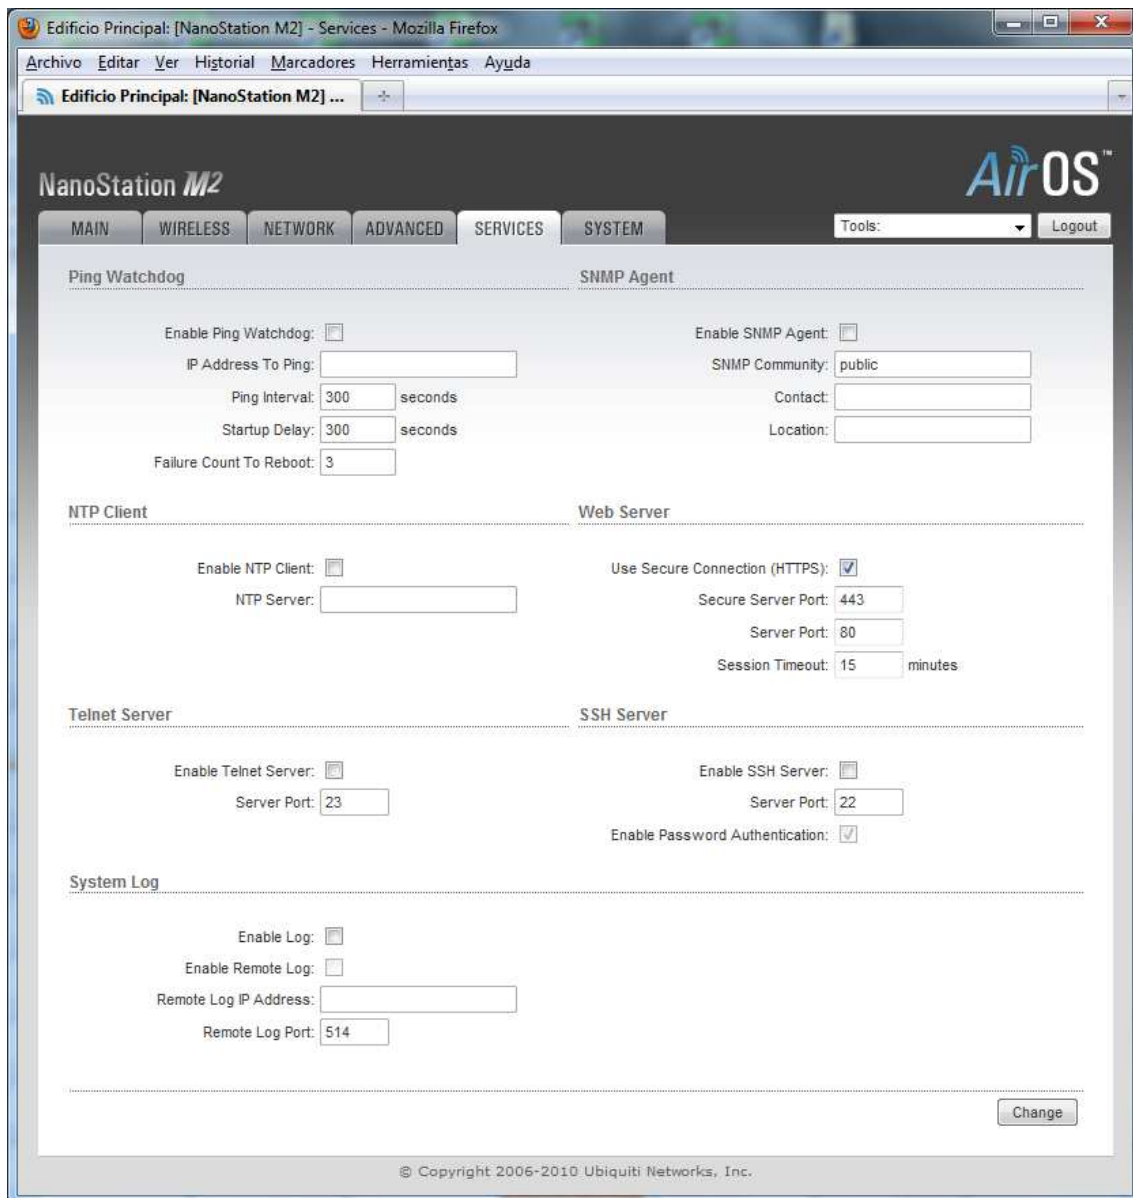 Edificio Principal: [NanoStation M2] - Services - Mozilla Firefox
Archivo Editar Ver Historial Marcadores Herramientas Ayuda
Edificio Principal: [NanoStation M2] ...
NanoStation M2
AirOS™
MAIN WIRELESS NETWORK ADVANCED SERVICES SYSTEM Tools: Logout
Ping Watchdog
Enable Ping Watchdog:
IP Address To Ping:
Ping Interval: 300 seconds
Startup Delay: 300 seconds
Failure Count To Reboot: 3
SNMP Agent
Enable SNMP Agent:
SNMP Community: public
Contact:
Location:
NTP Client
Enable NTP Client:
NTP Server:
Web Server
Use Secure Connection (HTTPS):
Secure Server Port: 443
Server Port: 80
Session Timeout: 15 minutes
Telnet Server
Enable Telnet Server:
Server Port: 23
SSH Server
Enable SSH Server:
Server Port: 22
Enable Password Authentication:
System Log
Enable Log:
Enable Remote Log:
Remote Log IP Address:
Remote Log Port: 514
Change
© Copyright 2006-2010 Ubiquiti Networks, Inc.